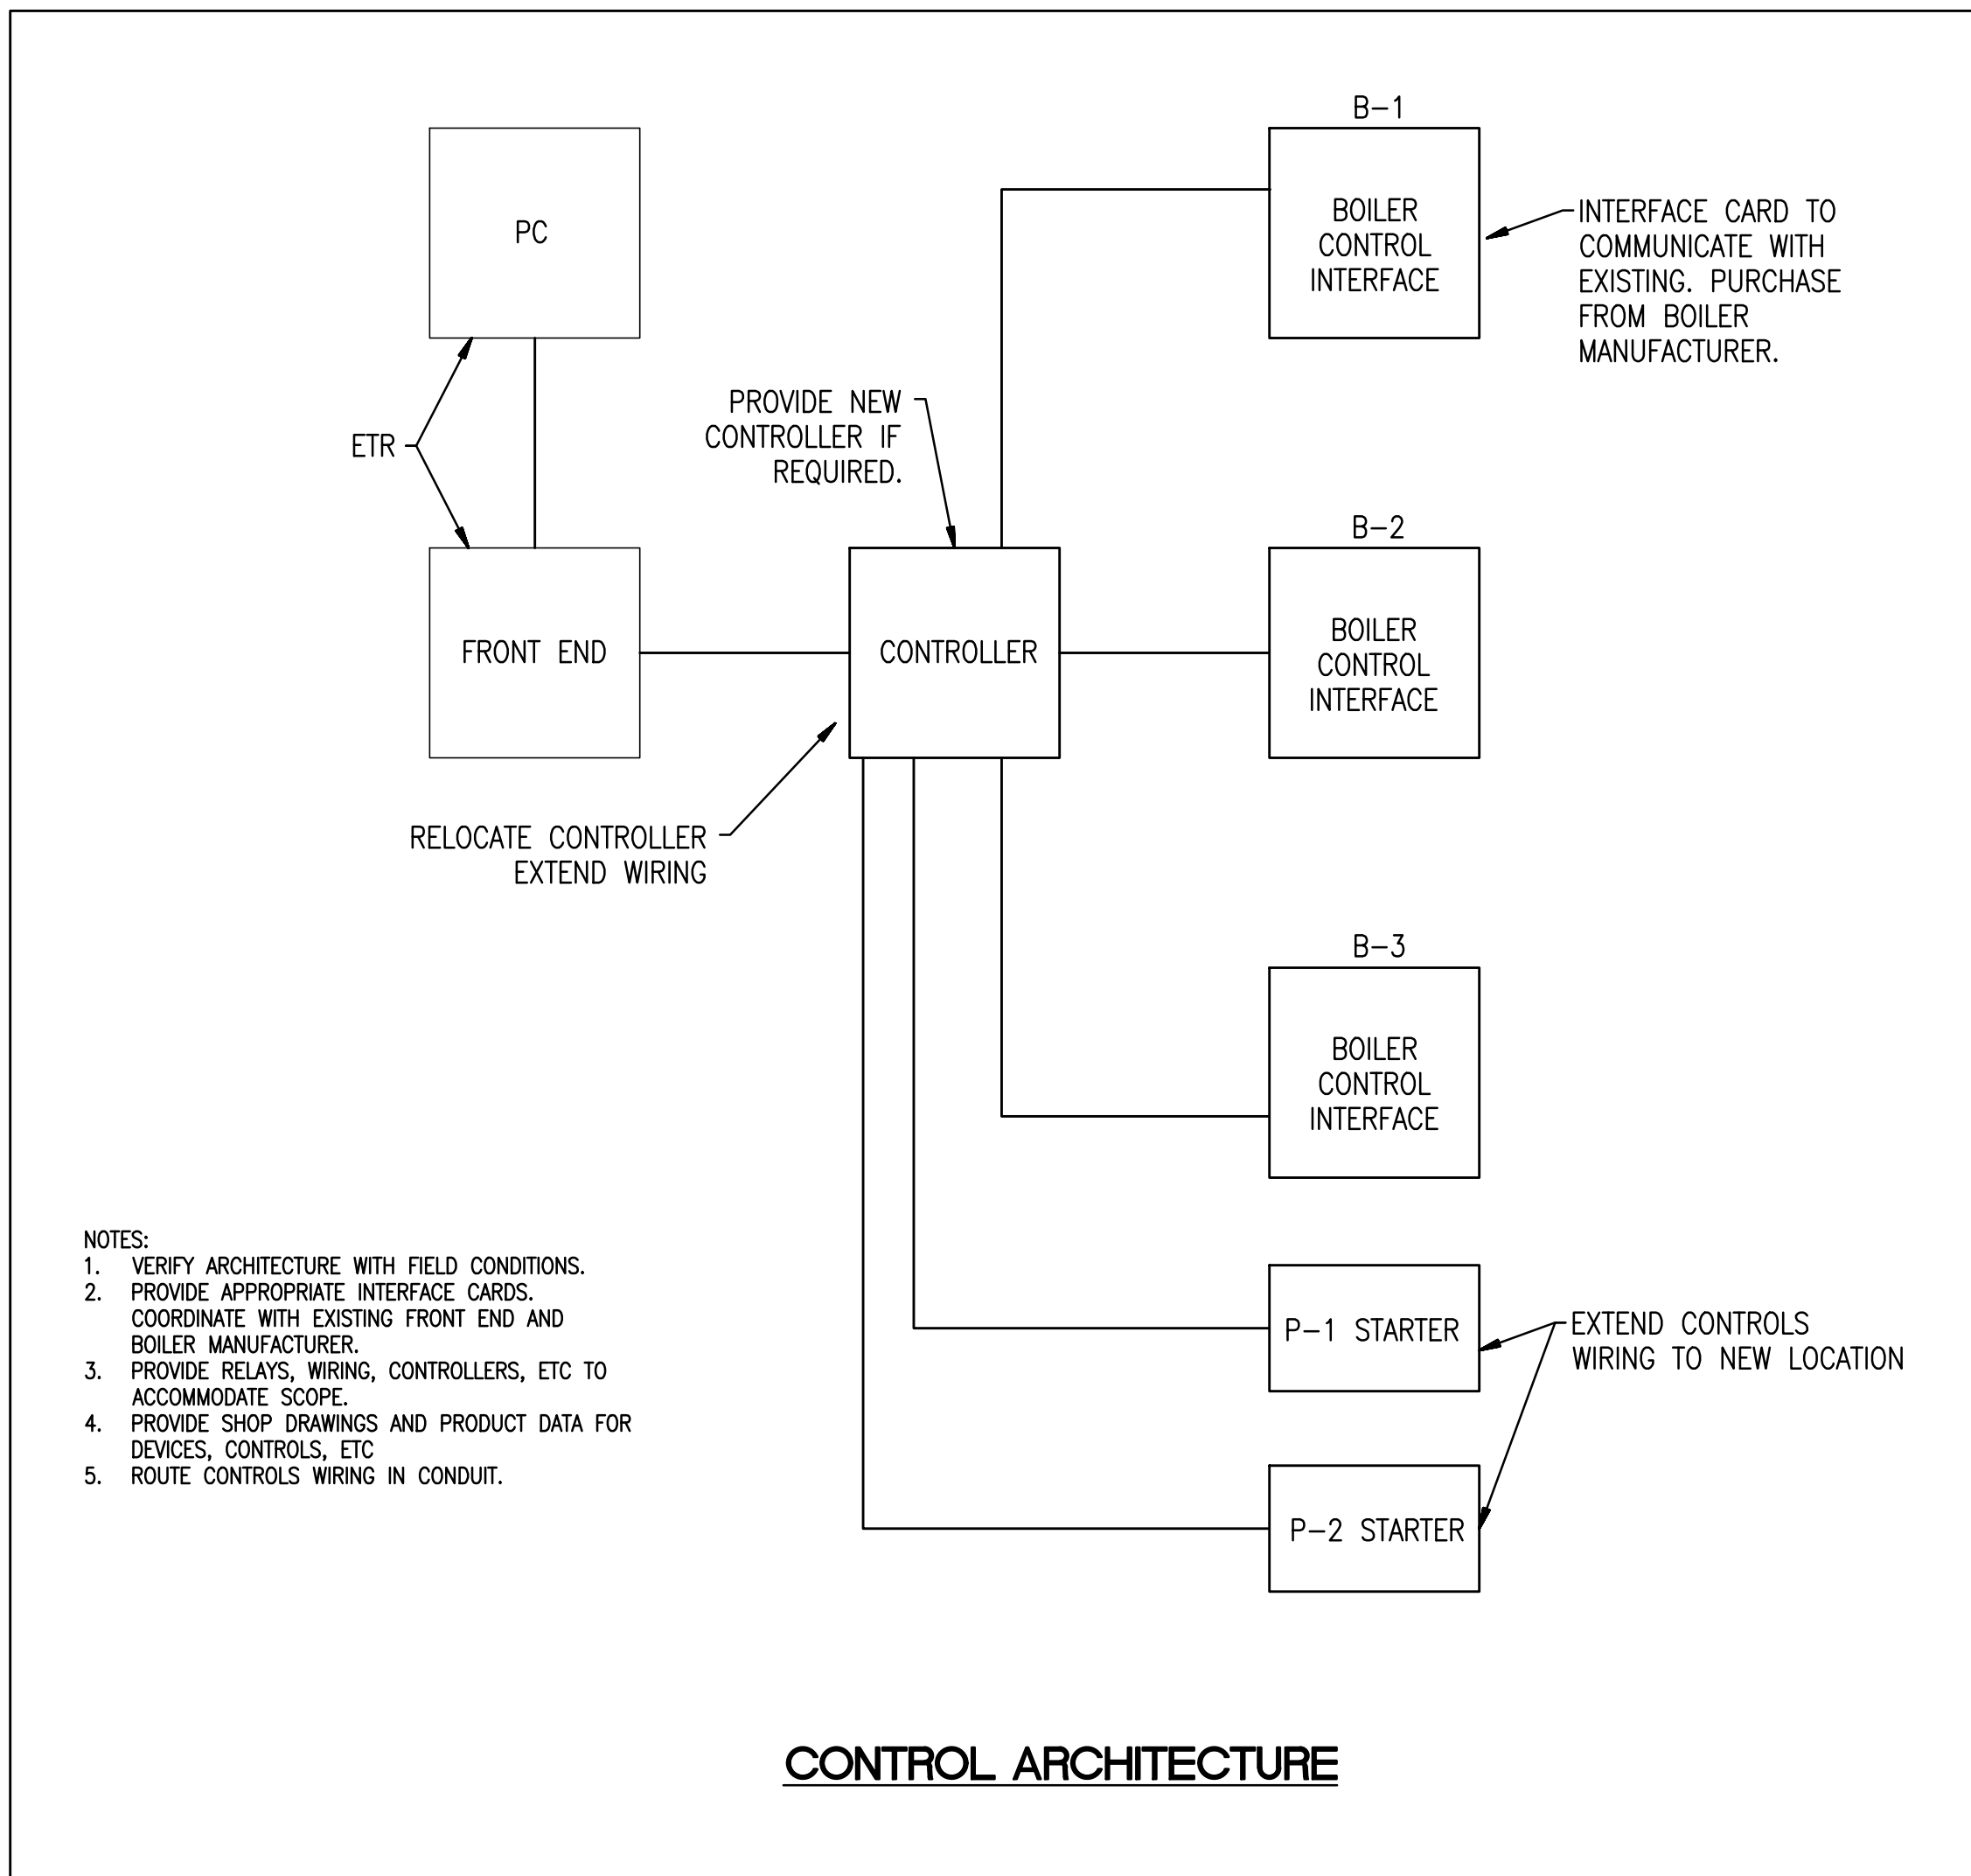 B-1
PC
BOILER
CONTROL
INTERFACE
INTERFACE CARD TO
COMMUNICATE WITH
EXISTING. PURCHASE
FROM BOILER
MANUFACTURER.
ETR
PROVIDE NEW
CONTROLLER IF
REQUIRED.
B-2
FRONT END
CONTROLLER
BOILER
CONTROL
INTERFACE
RELOCATE CONTROLLER
EXTEND WIRING
B-3
BOILER
CONTROL
INTERFACE
NOTES:
1. VERIFY ARCHITECTURE WITH FIELD CONDITIONS.
2. PROVIDE APPROPRIATE INTERFACE CARDS.
COORDINATE WITH EXISTING FRONT END AND
BOILER MANUFACTURER.
3. PROVIDE RELAYS, WIRING, CONTROLLERS, ETC TO
ACCOMMODATE SCOPE.
4. PROVIDE SHOP DRAWINGS AND PRODUCT DATA FOR
DEVICES, CONTROLS, ETC
5. ROUTE CONTROLS WIRING IN CONDUIT.
P-1 STARTER
EXTEND CONTROLS
WIRING TO NEW LOCATION
P-2 STARTER
CONTROL ARCHITECTURE